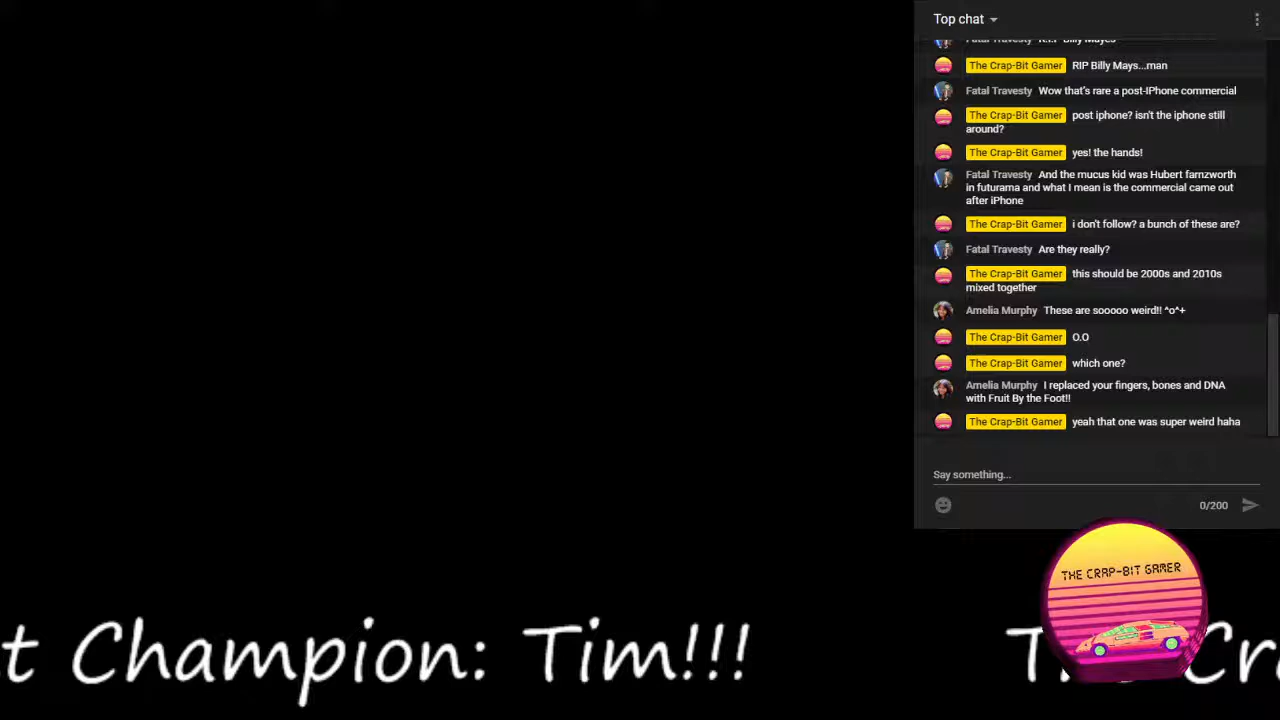 Top chat
Fatal Travesty R.I.P Billy Mayes
The Crap-Bit Gamer RIP Billy Mays...man
Fatal Travesty Wow that's rare a post-IPhone commercial
The Crap-Bit Gamer post iphone? isn't the iphone still
around?
The Crap-Bit Gamer yes! the hands!
Fatal Travesty And the mucus kid was Hubert farnzworth
in futurama and what I mean is the commercial came out
after iPhone
The Crap-Bit Gamer i don't follow? a bunch of these are?
Fatal Travesty Are they really?
The Crap-Bit Gamer this should be 2000s and 2010s
mixed together
Amelia Murphy These are sooooo weird!! ^o^+
The Crap-Bit Gamer O.O
The Crap-Bit Gamer which one?
Amelia Murphy I replaced your fingers, bones and DNA
with Fruit By the Foot!!
The Crap-Bit Gamer yeah that one was super weird haha
Say something...
0/200
THE CRAP-BIT GAMER
t Champion: Tim!!!